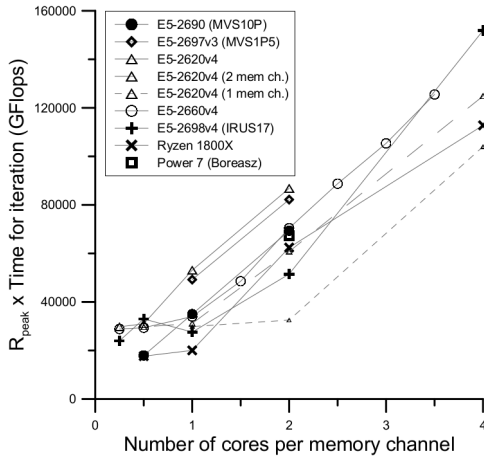 160000
120000
80000
40000
0
R_peak x Time for iteration (GFlops)
E5-2690 (MVS10P)
E5-2697v3 (MVS1P5)
E5-2620v4
E5-2620v4 (2 mem ch.)
E5-2620v4 (1 mem ch.)
E5-2660v4
E5-2698v4 (IRUS17)
Ryzen 1800X
Power 7 (Boreasz)
0 1 2 3 4
Number of cores per memory channel